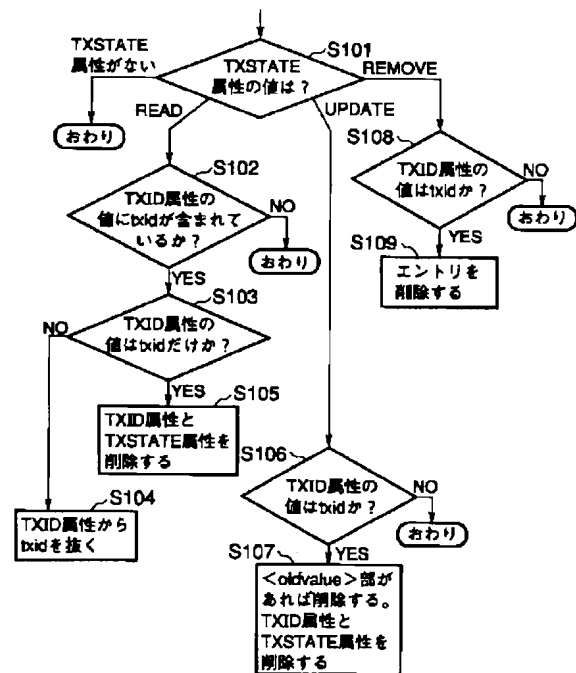 TXSTATE
属性がない
S101
TXSTATE
属性の値は？
REMOVE
READ
UPDATE
おわり
S108
TXID属性の
値はtxidか？
NO
おわり
YES
S109
エントリを
削除する
S102
TXID属性の
値にtxidが含まれて
いるか？
NO
おわり
YES
S103
NO
TXID属性の
値はtxidだけか？
YES
S105
TXID属性と
TXSTATE属性を
削除する
S104
TXID属性から
txidを抜く
S106
TXID属性の
値はtxidか？
NO
おわり
YES
S107
＜oldvalue＞部が
あれば削除する。
TXID属性と
TXSTATE属性を
削除する